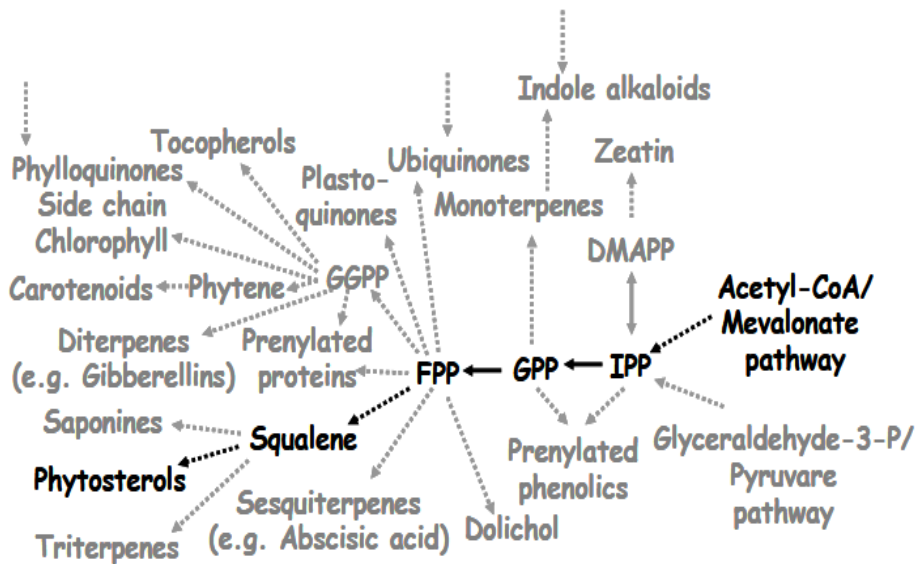 Indole alkaloids
Tocopherols
Ubiquinones
Zeatin
Phylloquinones
Plasto-
quinones
Side chain
Chlorophyll
Monoterpenes
DMAPP
GGPP
Carotenoids
Phytene
Acetyl-CoA/
Mevalonate
pathway
Diterpenes
(e.g. Gibberellins)
Prenylated
proteins
FPP
GPP
IPP
Saponines
Squalene
Glyceraldehyde-3-P/
Pyruvare
pathway
Prenylated
phenolics
Phytosterols
Sesquiterpenes
(e.g. Abscisic acid)
Dolichol
Triterpenes